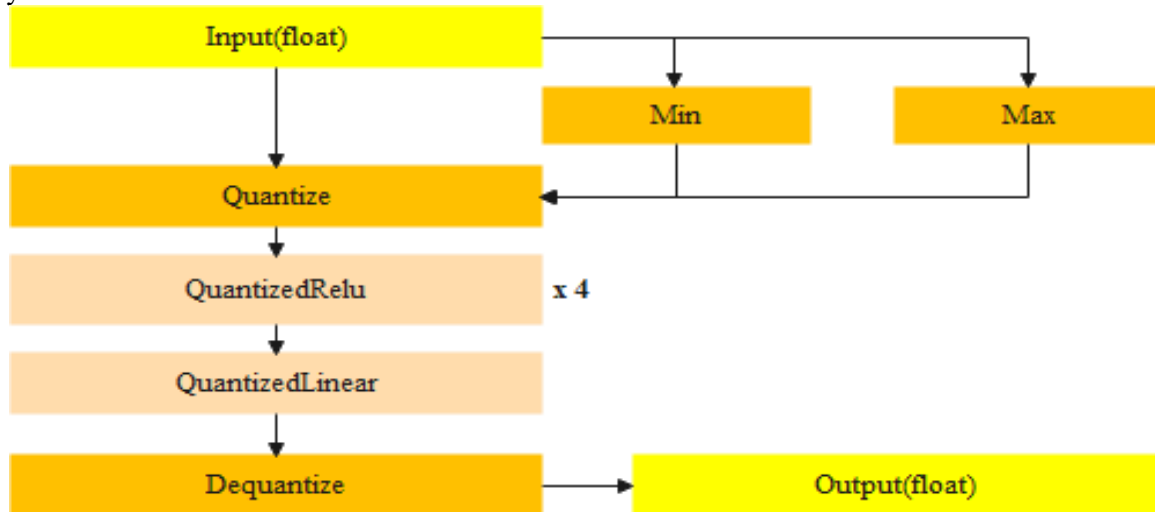 y
Input(float)
Min
Max
Quantize
QuantizedRelu
x 4
QuantizedLinear
Dequantize
Output(float)